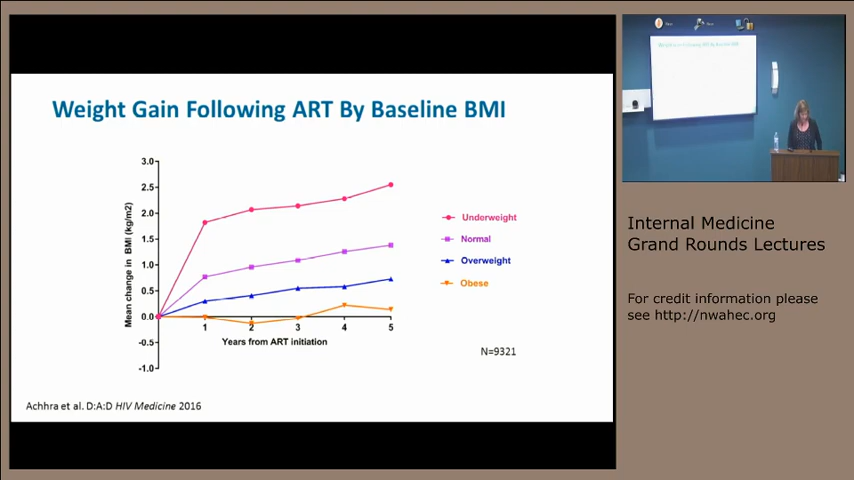 Weight Gain Following ART By Baseline BMI
Mean change in BMI (kg/m2)
3.0
2.5
2.0
1.5
1.0
0.5
0.0
-0.5
-1.0
1 2 3 4 5
Years from ART initiation
Underweight
Normal
Overweight
Obese
N=9321
Achhra et al. D:A:D HIV Medicine 2016
Internal Medicine
Grand Rounds Lectures
For credit information please
see http://nwahec.org